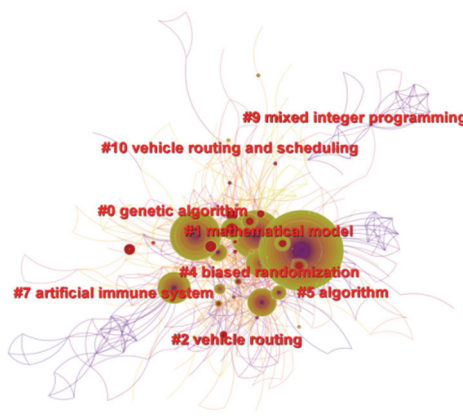 #9 mixed integer programming
#10 vehicle routing and scheduling
#0 genetic algorithm
#1 mathematical model
#4 biased randomization
#7 artificial immune system
#5 algorithm
#2 vehicle routing